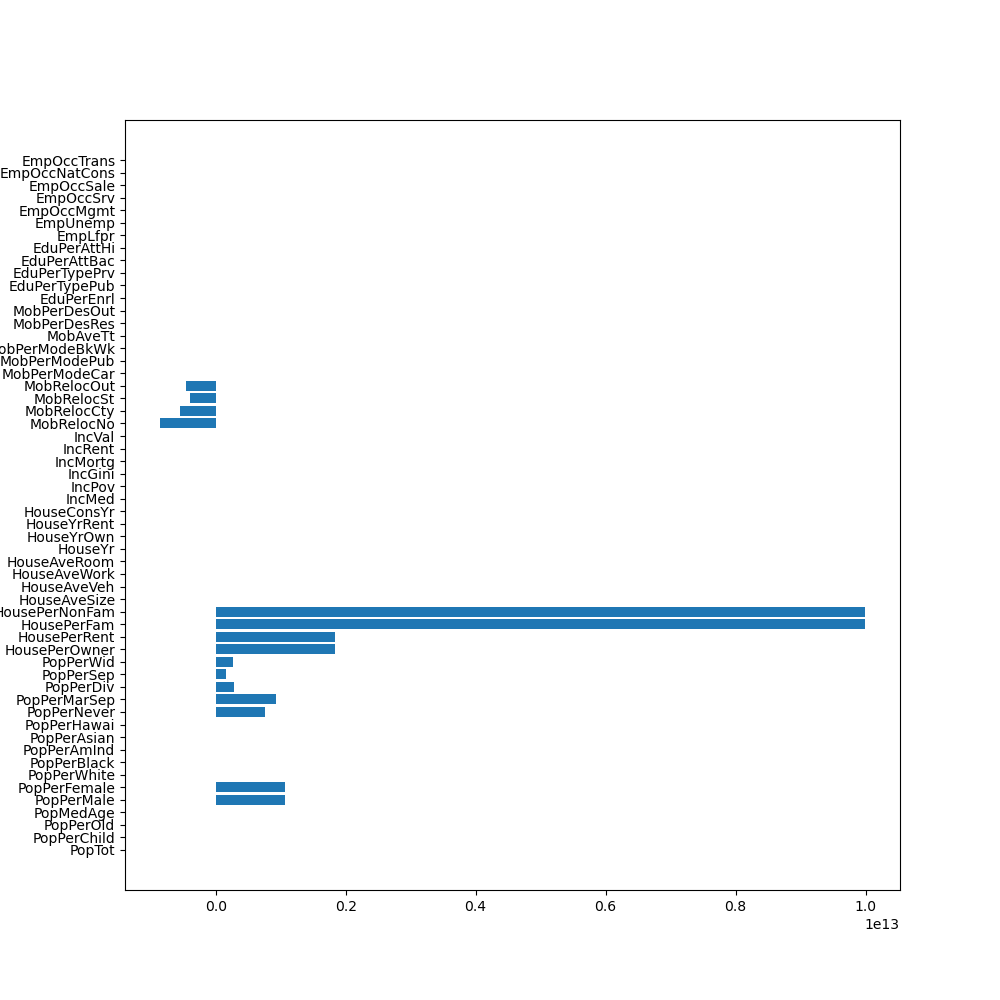 EmpOccTrans
EmpOccNatCons
EmpOccSale
EmpOccSrv
EmpOccMgmt
EmpUnemp
EmpLfpr
EduPerAttHi
EduPerAttBac
EduPerTypePrv
EduPerTypePub
EduPerEnrl
MobPerDesOut
MobPerDesRes
MobAveTt
obPerModeBkWk
MobPerModePub
MobPerModeCar
MobRelocOut
MobRelocSt
MobRelocCty
MobRelocNo
IncVal
IncRent
IncMortg
IncGini
IncPov
IncMed
HouseConsYr
HouseYrRent
HouseYrOwn
HouseYr
HouseAveRoom
HouseAveWork
HouseAveVeh
HouseAveSize
HousePerNonFam
HousePerFam
HousePerRent
HousePerOwner
PopPerWid
PopPerSep
PopPerDiv
PopPerMarSep
PopPerNever
PopPerHawai
PopPerAsian
PopPerAmInd
PopPerBlack
PopPerWhite
PopPerFemale
PopPerMale
PopMedAge
PopPerOld
PopPerChild
PopTot
0.0 0.2 0.4 0.6 0.8 1.0
1e13